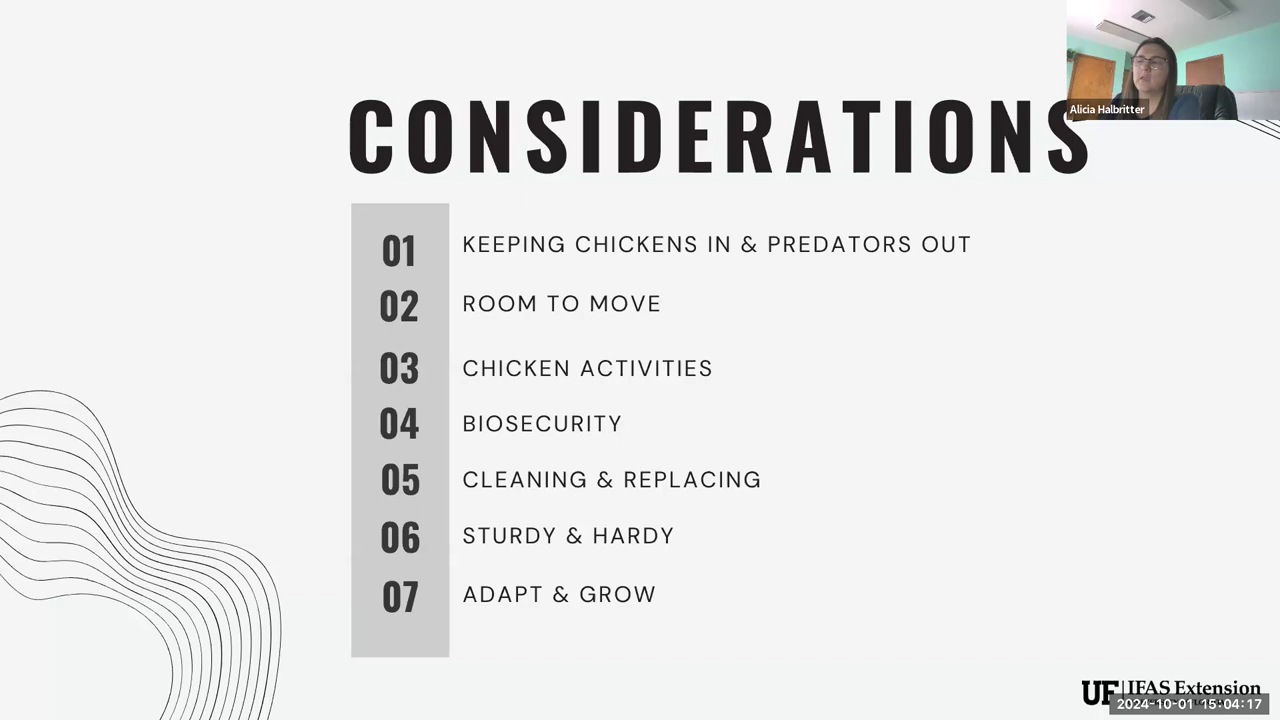 Alicia Halbritter
CONSIDERATIONS
01 KEEPING CHICKENS IN & PREDATORS OUT
02 ROOM TO MOVE
03 CHICKEN ACTIVITIES
04 BIOSECURITY
05 CLEANING & REPLACING
06 STURDY & HARDY
07 ADAPT & GROW
UF IFAS Extension
2024-10-01 15:04:17